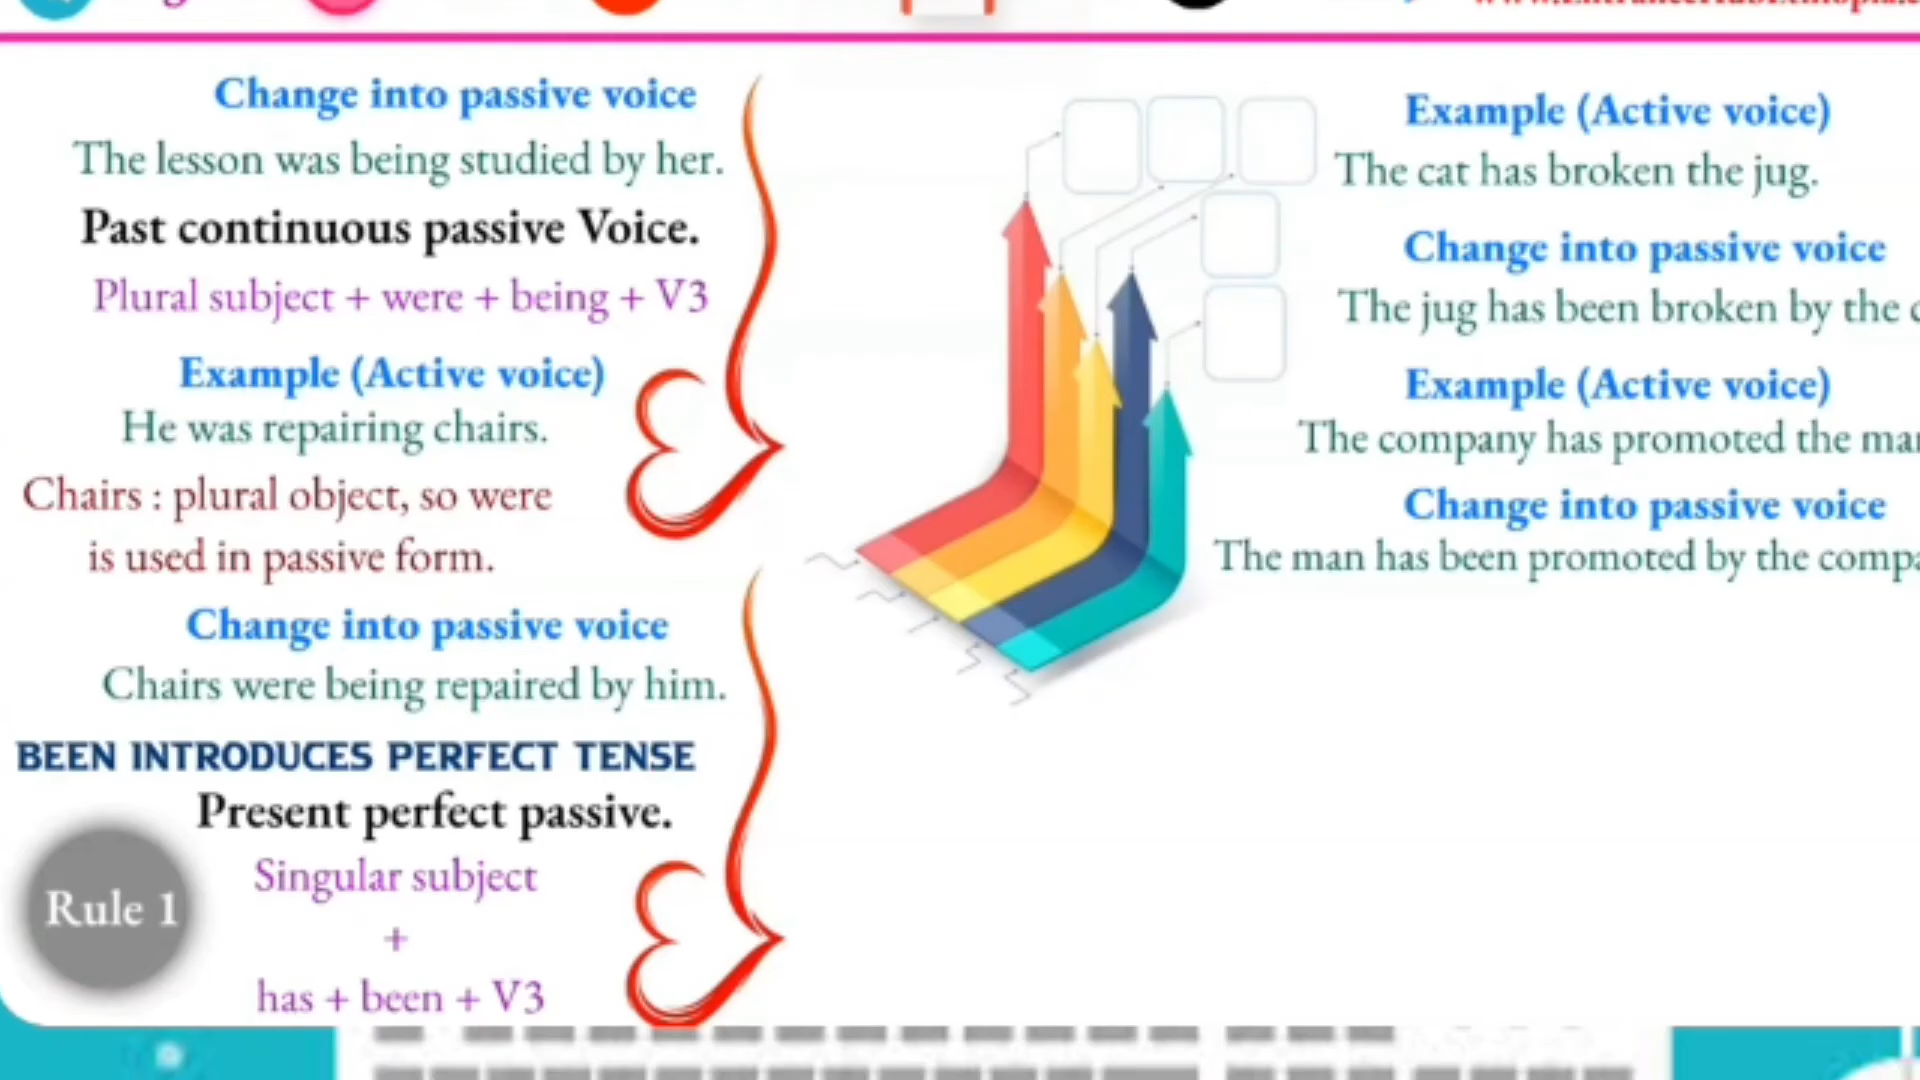 Change into passive voice
The lesson was being studied by her.
Past continuous passive Voice.
Plural subject + were + being + V3
Example (Active voice)
He was repairing chairs.
Chairs : plural object, so were
is used in passive form.
Change into passive voice
Chairs were being repaired by him.
BEEN INTRODUCES PERFECT TENSE
Present perfect passive.
Rule 1
Singular subject
+
has + been + V3
Example (Active voice)
The cat has broken the jug.
Change into passive voice
The jug has been broken by the
Example (Active voice)
The company has promoted the
Change into passive voice
The man has been promoted by the